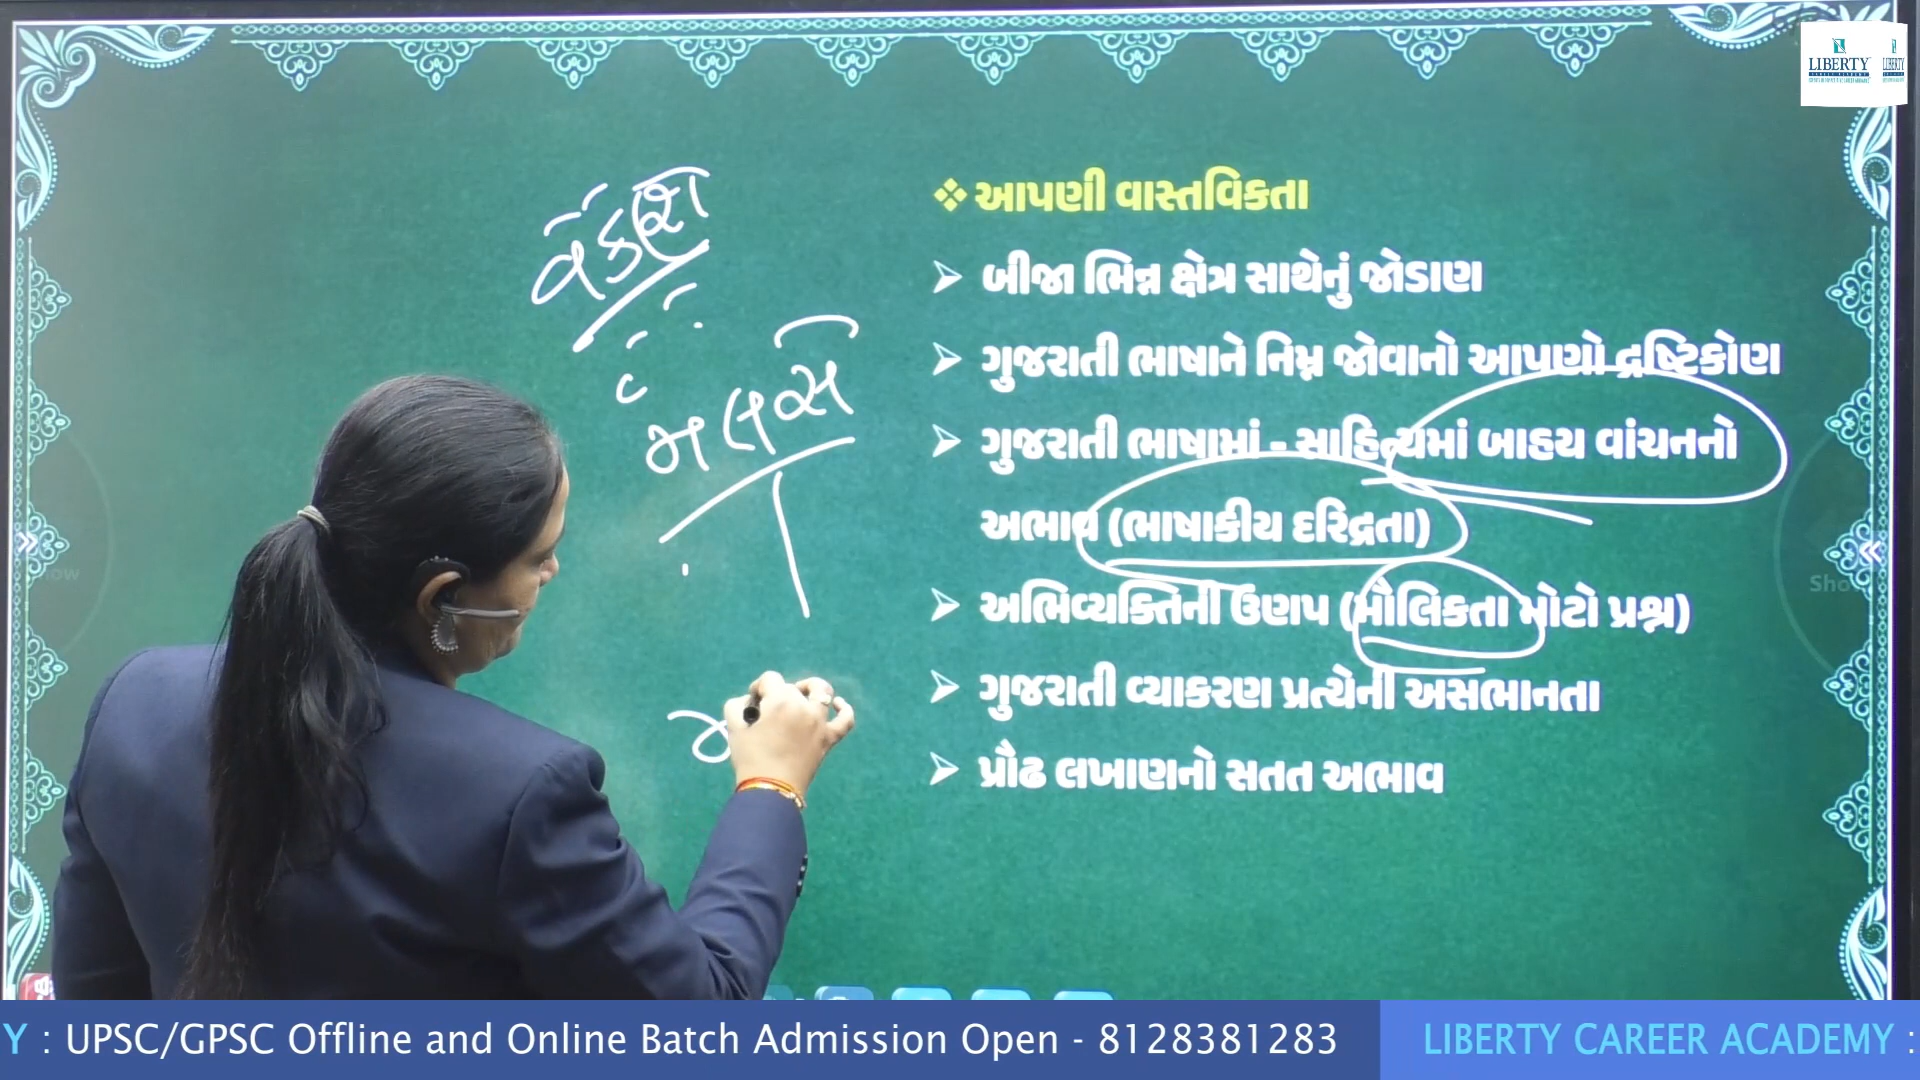 LIBERTY
LIBERTY
❖ આપણી વાસ્તવિકતા
➢ બીજા ભિન્ન ક્ષેત્ર સાથેનું જોડાણ
➢ ગુજરાતી ભાષાને નિમ્ન જોવાનો આપણો દ્રષ્ટિકોણ
➢ ગુજરાતી ભાષામાં - સાહિત્યમાં બાહય વાંચનનો
અભાવ (ભાષાકીય દરિદ્રતા)
➢ અભિવ્યક્તિની ઉણપ (મૌલિકતા મોટો પ્રશ્ન)
➢ ગુજરાતી વ્યાકરણ પ્રત્યેની અસભાનતા
➢ પ્રૌઢ લખાણનો સતત અભાવ
Y : UPSC/GPSC Offline and Online Batch Admission Open - 8128381283 LIBERTY CAREER ACADEMY :